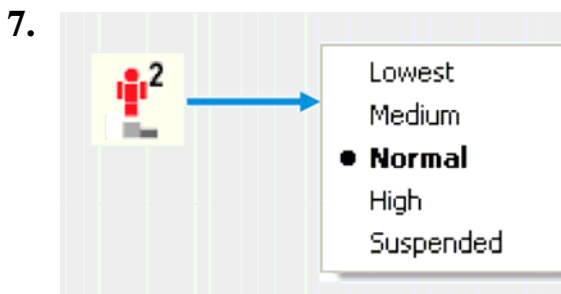 7.
2
Lowest
Medium
● Normal
High
Suspended